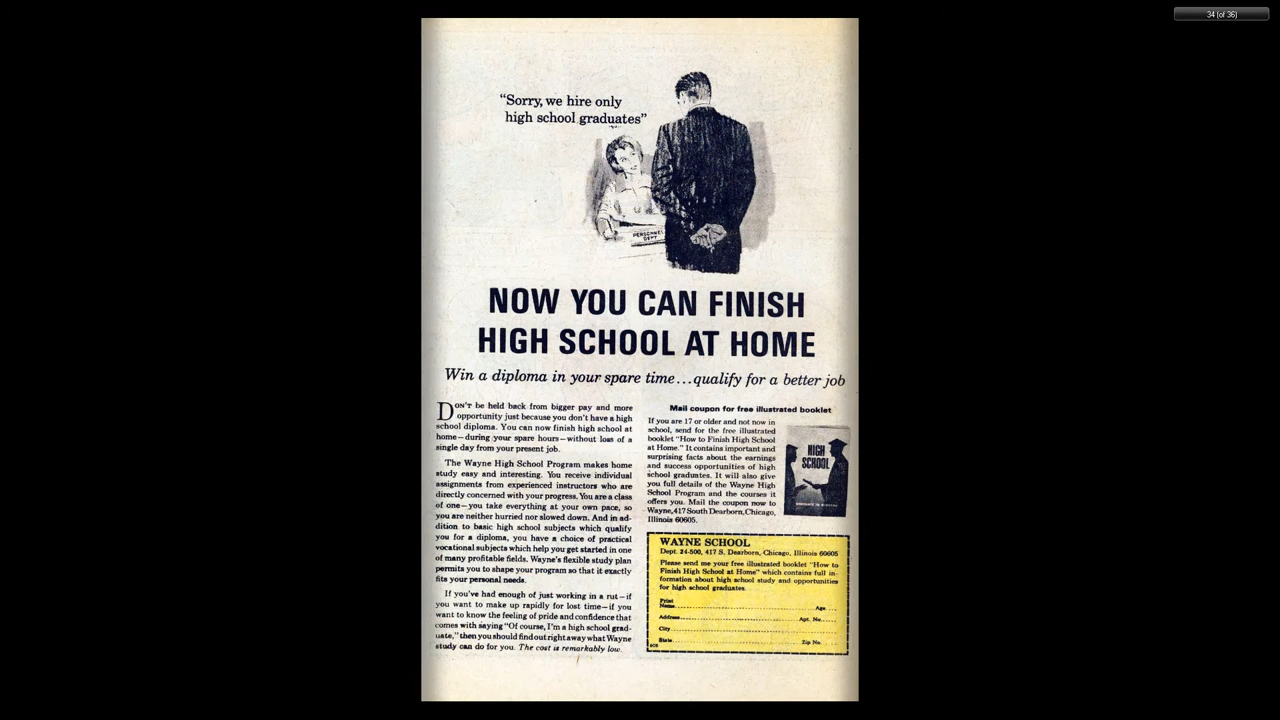 34 (of 36)
“Sorry, we hire only
high school graduates”
PERSONNEL
DEPT
NOW YOU CAN FINISH
HIGH SCHOOL AT HOME
Win a diploma in your spare time...qualify for a better job
DON'T be held back from bigger pay and more
opportunity just because you don't have a high
school diploma. You can now finish high school at
home—during your spare hours—without loss of a
single day from your present job.
The Wayne High School Program makes home
study easy and interesting. You receive individual
assignments from experienced instructors who are
directly concerned with your progress. You are a class
of one—you take everything at your own pace, so
you are neither hurried nor slowed down. And in ad-
dition to basic high school subjects which qualify
you for a diploma, you have a choice of practical
vocational subjects which help you get started in one
of many profitable fields. Wayne's flexible study plan
permits you to shape your program so that it exactly
fits your personal needs.
If you've had enough of just working in a rut—if
you want to make up rapidly for lost time—if you
want to know the feeling of pride and confidence that
comes with saying “Of course, I'm a high school grad-
uate,” then you should find out right away what Wayne
study can do for you. The cost is remarkably low.
Mail coupon for free illustrated booklet
If you are 17 or older and not now in
school, send for the free illustrated
booklet “How to Finish High School
at Home.” It contains important and
surprising facts about the earnings
and success opportunities of high
school graduates. It will also give
you full details of the Wayne High
School Program and the courses it
offers you. Mail the coupon now to
Wayne, 417 South Dearborn, Chicago,
Illinois 60605.
HIGH
SCHOOL
WAYNE SCHOOL
Dept. 24-500, 417 S. Dearborn, Chicago, Illinois 60605
Please send me your free illustrated booklet “How to
Finish High School at Home” which contains full in-
formation about high school study and opportunities
for high school graduates.
Print
Name Age
Address Apt. No.
City
State Zip No.